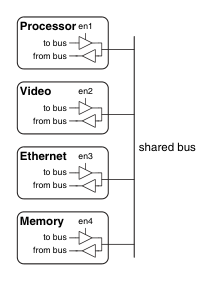 Processor en1
to bus
from bus
Video en2
to bus
from bus
shared bus
Ethernet en3
to bus
from bus
Memory en4
to bus
from bus